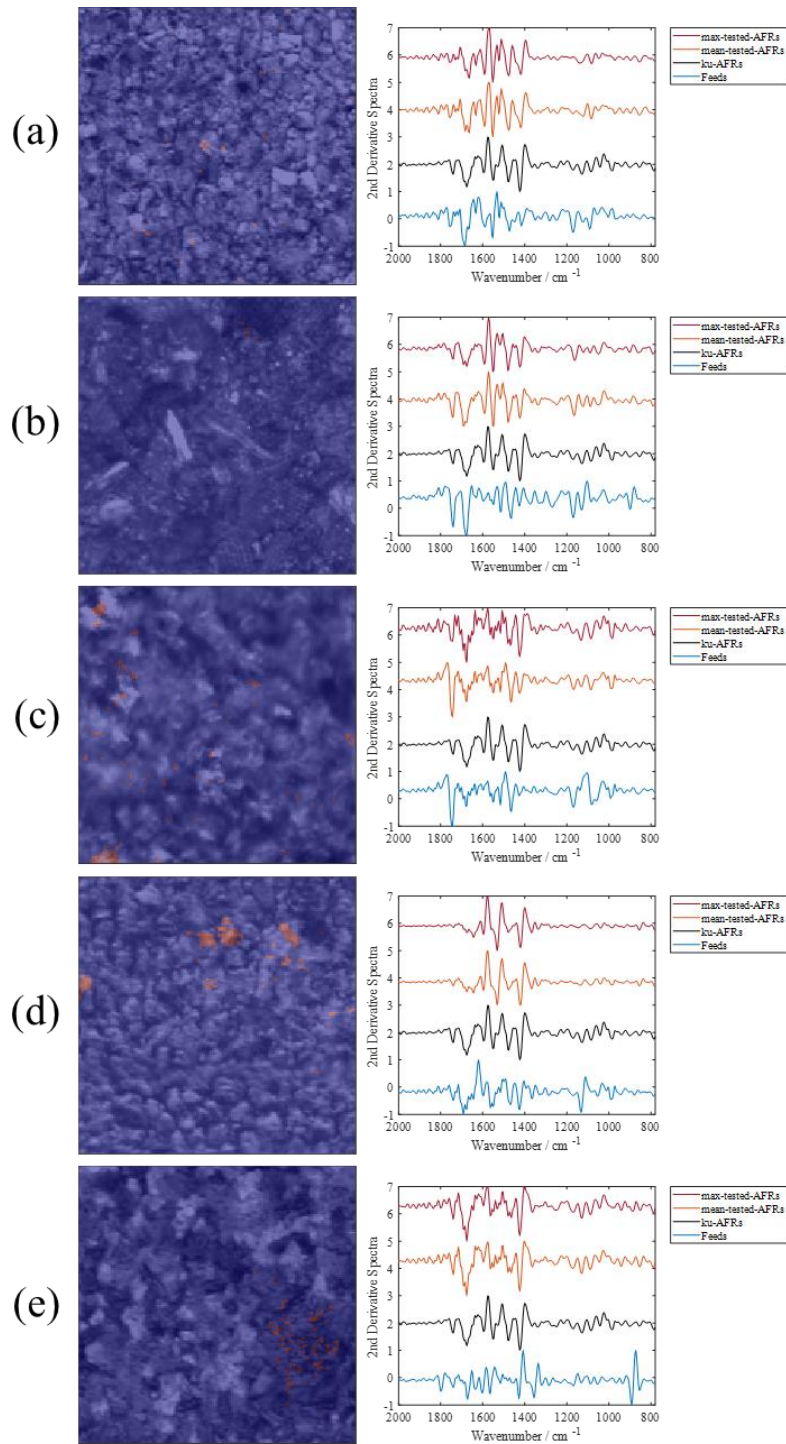 (a)
7
6
5
4
3
2
1
0
-1
2nd Derivative Spectra
2000 1800 1600 1400 1200 1000 800
Wavenumber / cm -1
max-tested-AFRs
mean-tested-AFRs
ku-AFRs
Feeds
(b)
7
6
5
4
3
2
1
0
-1
2nd Derivative Spectra
2000 1800 1600 1400 1200 1000 800
Wavenumber / cm -1
max-tested-AFRs
mean-tested-AFRs
ku-AFRs
Feeds
(c)
7
6
5
4
3
2
1
0
-1
2nd Derivative Spectra
2000 1800 1600 1400 1200 1000 800
Wavenumber / cm -1
max-tested-AFRs
mean-tested-AFRs
ku-AFRs
Feeds
(d)
7
6
5
4
3
2
1
0
-1
2nd Derivative Spectra
2000 1800 1600 1400 1200 1000 800
Wavenumber / cm -1
max-tested-AFRs
mean-tested-AFRs
ku-AFRs
Feeds
(e)
7
6
5
4
3
2
1
0
-1
2nd Derivative Spectra
2000 1800 1600 1400 1200 1000 800
Wavenumber / cm -1
max-tested-AFRs
mean-tested-AFRs
ku-AFRs
Feeds